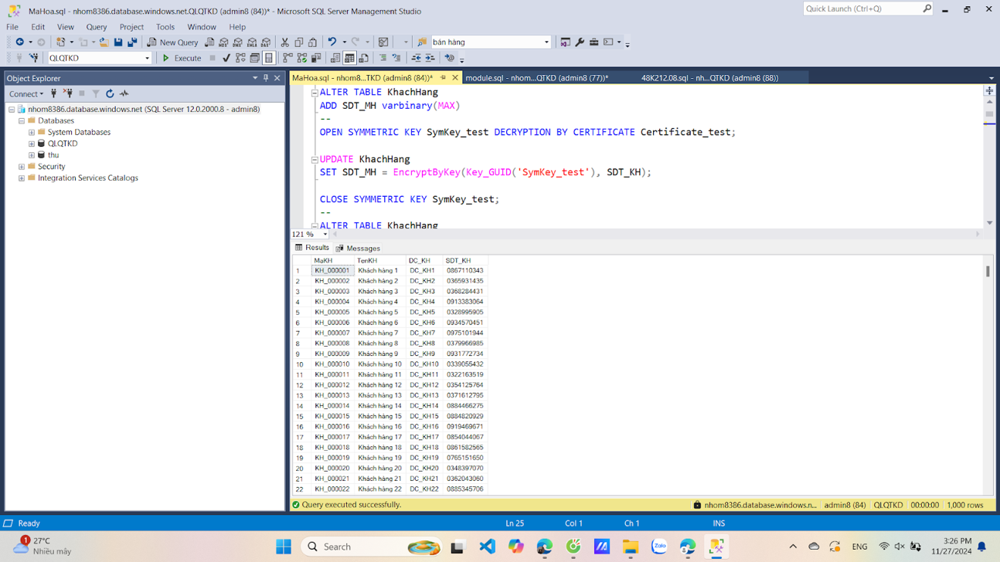 MaHoa.sql - nhom8386.database.windows.net.QLQTKD (admin8 (84))* - Microsoft SQL Server Management Studio
Quick Launch (Ctrl+Q)
File Edit View Query Project Tools Window Help
New Query
MDX DMX XMLA DAX
bán hàng
QLQTKD
Execute
Object Explorer
Connect
nhom8386.database.windows.net (SQL Server 12.0.2000.8 - admin8)
Databases
System Databases
QLQTKD
thu
Security
Integration Services Catalogs
MaHoa.sql - nhom8...TKD (admin8 (84))*
module.sql - nhom...QTKD (admin8 (77))*
48K212.08.sql - nh...QTKD (admin8 (88))
ALTER TABLE KhachHang
ADD SDT_MH varbinary(MAX)
--
OPEN SYMMETRIC KEY SymKey_test DECRYPTION BY CERTIFICATE Certificate_test;
UPDATE KhachHang
SET SDT_MH = EncryptByKey(Key_GUID('SymKey_test'), SDT_KH);
CLOSE SYMMETRIC KEY SymKey_test;
--
ALTER TABLE KhachHang
121 %
Results Messages
MaKH TenKH DC_KH SDT_KH
1 KH_000001 Khách hàng 1 DC_KH1 0867110343
2 KH_000002 Khách hàng 2 DC_KH2 0365931435
3 KH_000003 Khách hàng 3 DC_KH3 0368284431
4 KH_000004 Khách hàng 4 DC_KH4 0913383064
5 KH_000005 Khách hàng 5 DC_KH5 0328995905
6 KH_000006 Khách hàng 6 DC_KH6 0934570451
7 KH_000007 Khách hàng 7 DC_KH7 0975101944
8 KH_000008 Khách hàng 8 DC_KH8 0379966985
9 KH_000009 Khách hàng 9 DC_KH9 0931772734
10 KH_000010 Khách hàng 10 DC_KH10 0339055432
11 KH_000011 Khách hàng 11 DC_KH11 0322163519
12 KH_000012 Khách hàng 12 DC_KH12 0354125764
13 KH_000013 Khách hàng 13 DC_KH13 0371612795
14 KH_000014 Khách hàng 14 DC_KH14 0884466275
15 KH_000015 Khách hàng 15 DC_KH15 0884820929
16 KH_000016 Khách hàng 16 DC_KH16 0919469671
17 KH_000017 Khách hàng 17 DC_KH17 0854044067
18 KH_000018 Khách hàng 18 DC_KH18 0861582565
19 KH_000019 Khách hàng 19 DC_KH19 0765151650
20 KH_000020 Khách hàng 20 DC_KH20 0348397070
21 KH_000021 Khách hàng 21 DC_KH21 0362043060
22 KH_000022 Khách hàng 22 DC_KH22 0885345706
Query executed successfully.
nhom8386.database.windows.n... admin8 (84) QLQTKD 00:00:00 1,000 rows
Ready Ln 25 Col 1 Ch 1 INS
1
27°C
Nhiều mây
Search
Zalo
ENG
3:26 PM
11/27/2024